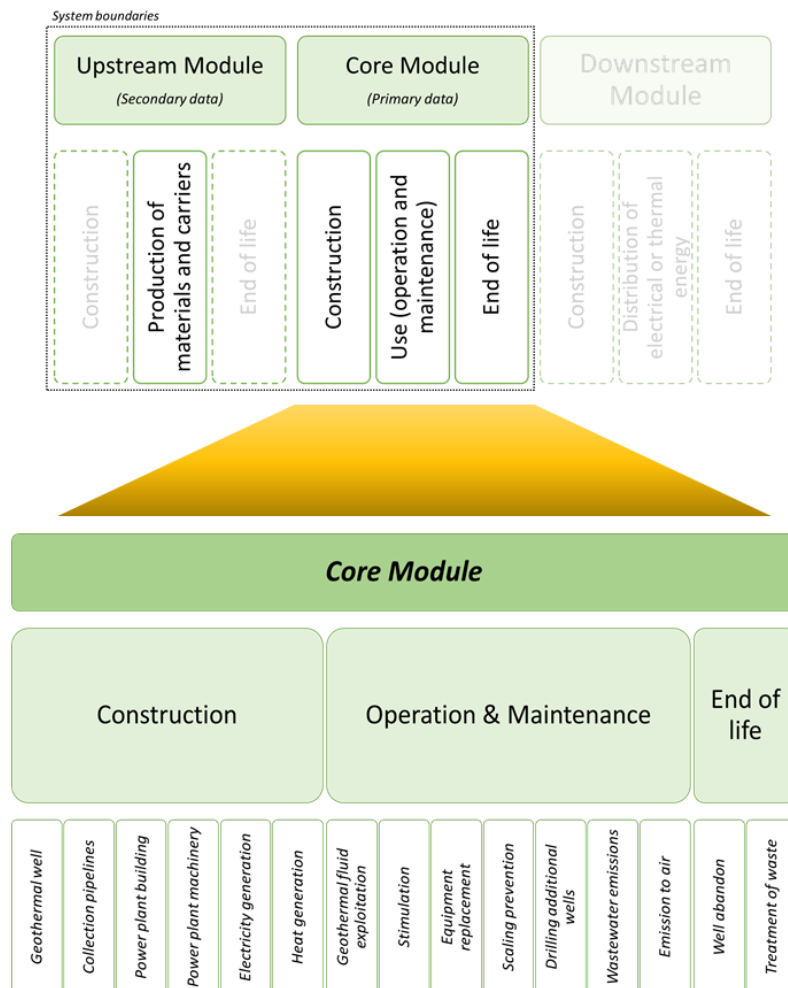 System boundaries
Upstream Module
(Secondary data)
Core Module
(Primary data)
Downstream
Module
Construction
Production of
materials and carriers
End of life
Construction
Use (operation and
maintenance)
End of life
Construction
Distribution of
electrical or thermal
energy
End of life
Core Module
Construction
Operation & Maintenance
End of
life
Geothermal well
Collection pipelines
Power plant building
Power plant machinery
Electricity generation
Heat generation
Geothermal fluid
exploitation
Stimulation
Equipment
replacement
Scaling prevention
Drilling additional
wells
Wastewater emissions
Emission to air
Well abandon
Treatment of waste